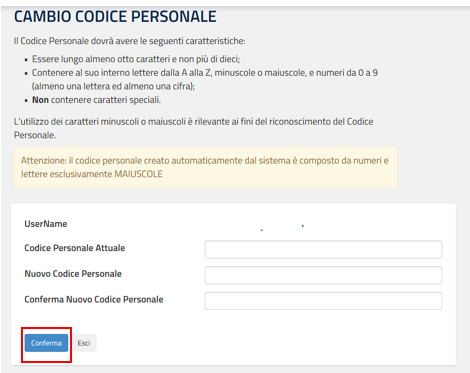 CAMBIO CODICE PERSONALE
Il Codice Personale dovrà avere le seguenti caratteristiche:
▪ Essere lungo almeno otto caratteri e non più di dieci;
▪ Contenere al suo interno lettere dalla A alla Z, minuscole o maiuscole, e numeri da 0 a 9
(almeno una lettera ed almeno una cifra);
▪ Non contenere caratteri speciali.
L'utilizzo dei caratteri minuscoli o maiuscoli è rilevante ai fini del riconoscimento del Codice
Personale.
Attenzione: il codice personale creato automaticamente dal sistema è composto da numeri e
lettere esclusivamente MAIUSCOLE
UserName
Codice Personale Attuale
Nuovo Codice Personale
Conferma Nuovo Codice Personale
Conferma Esci